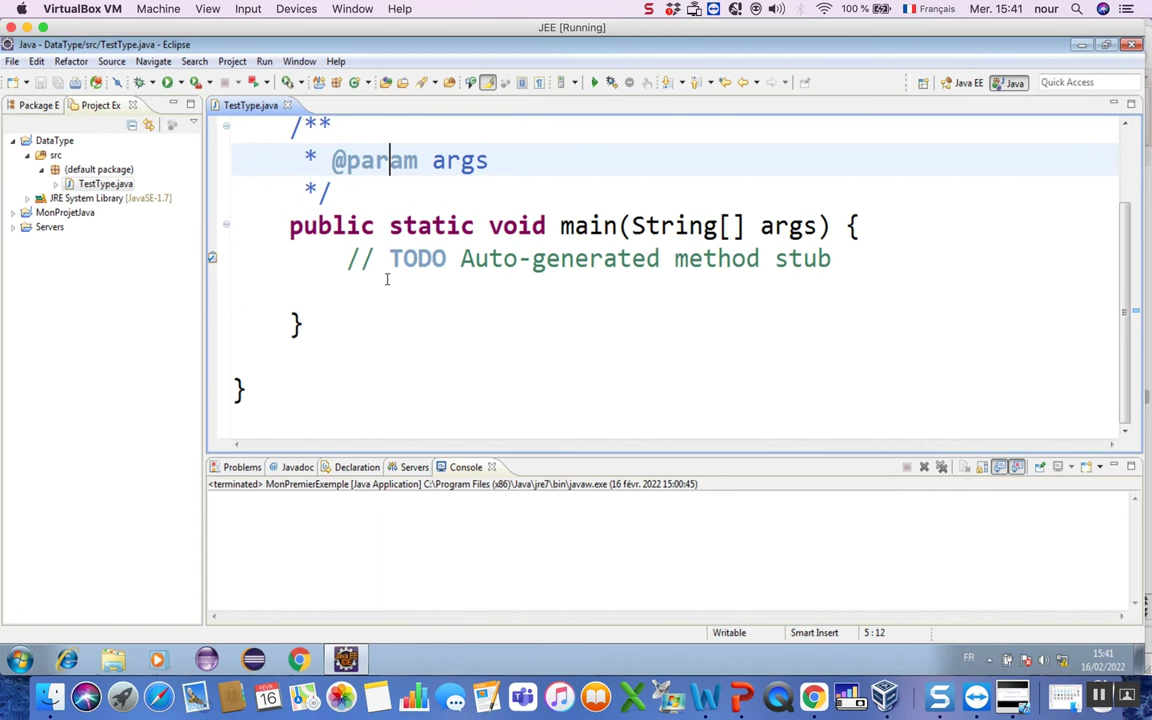 VirtualBox VM Machine View Input Devices Window Help 100 % Français Mer. 15:41 nour
JEE [Running]
Java - DataType/src/TestType.java - Eclipse
File Edit Refactor Source Navigate Search Project Run Window Help
Java EE Java Quick Access
Package E Project Ex TestType.java
DataType
src
(default package)
TestType.java
JRE System Library [JavaSE-1.7]
MonProjetJava
Servers
/**
* @param args
*/
public static void main(String[] args) {
// TODO Auto-generated method stub
}
}
Problems @ Javadoc Declaration Servers Console
<terminated> MonPremierExemple [Java Application] C:\Program Files (x86)\Java\jre7\bin\javaw.exe (16 févr. 2022 15:00:45)
Writable Smart Insert 5 : 12
FR 15:41
16/02/2022